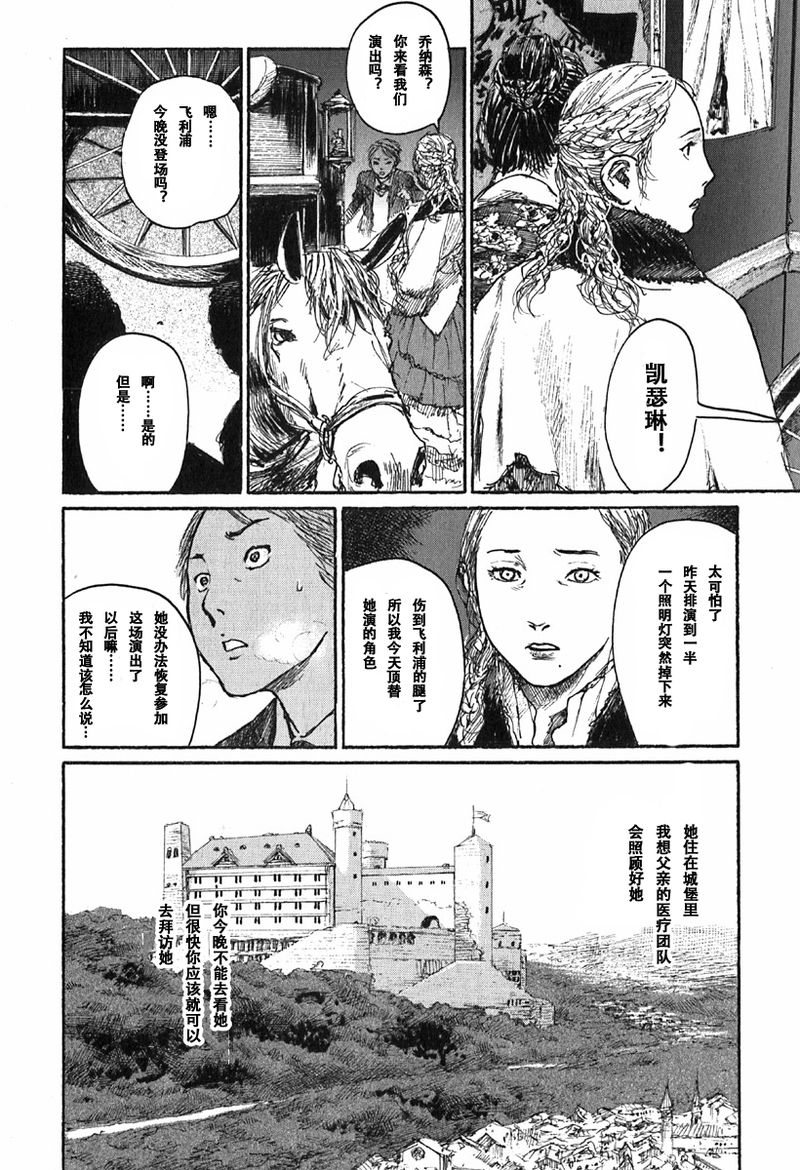 凯瑟琳！
乔纳森？
你来看我们
演出吗？
嗯……
飞利浦
今晚没登场吗？
啊……是的
但是……
太可怕了
昨天排演到一半
一个照明灯突然掉下来
伤到飞利浦的腿了
所以我今天顶替
她演的角色
她没办法恢复参加
这场演出了
以后嘛……
我不知道该怎么说…
她住在城堡里
我想父亲的医疗团队
会照顾好她
你今晚不能去看她
但很快你应该就可以
去拜访她